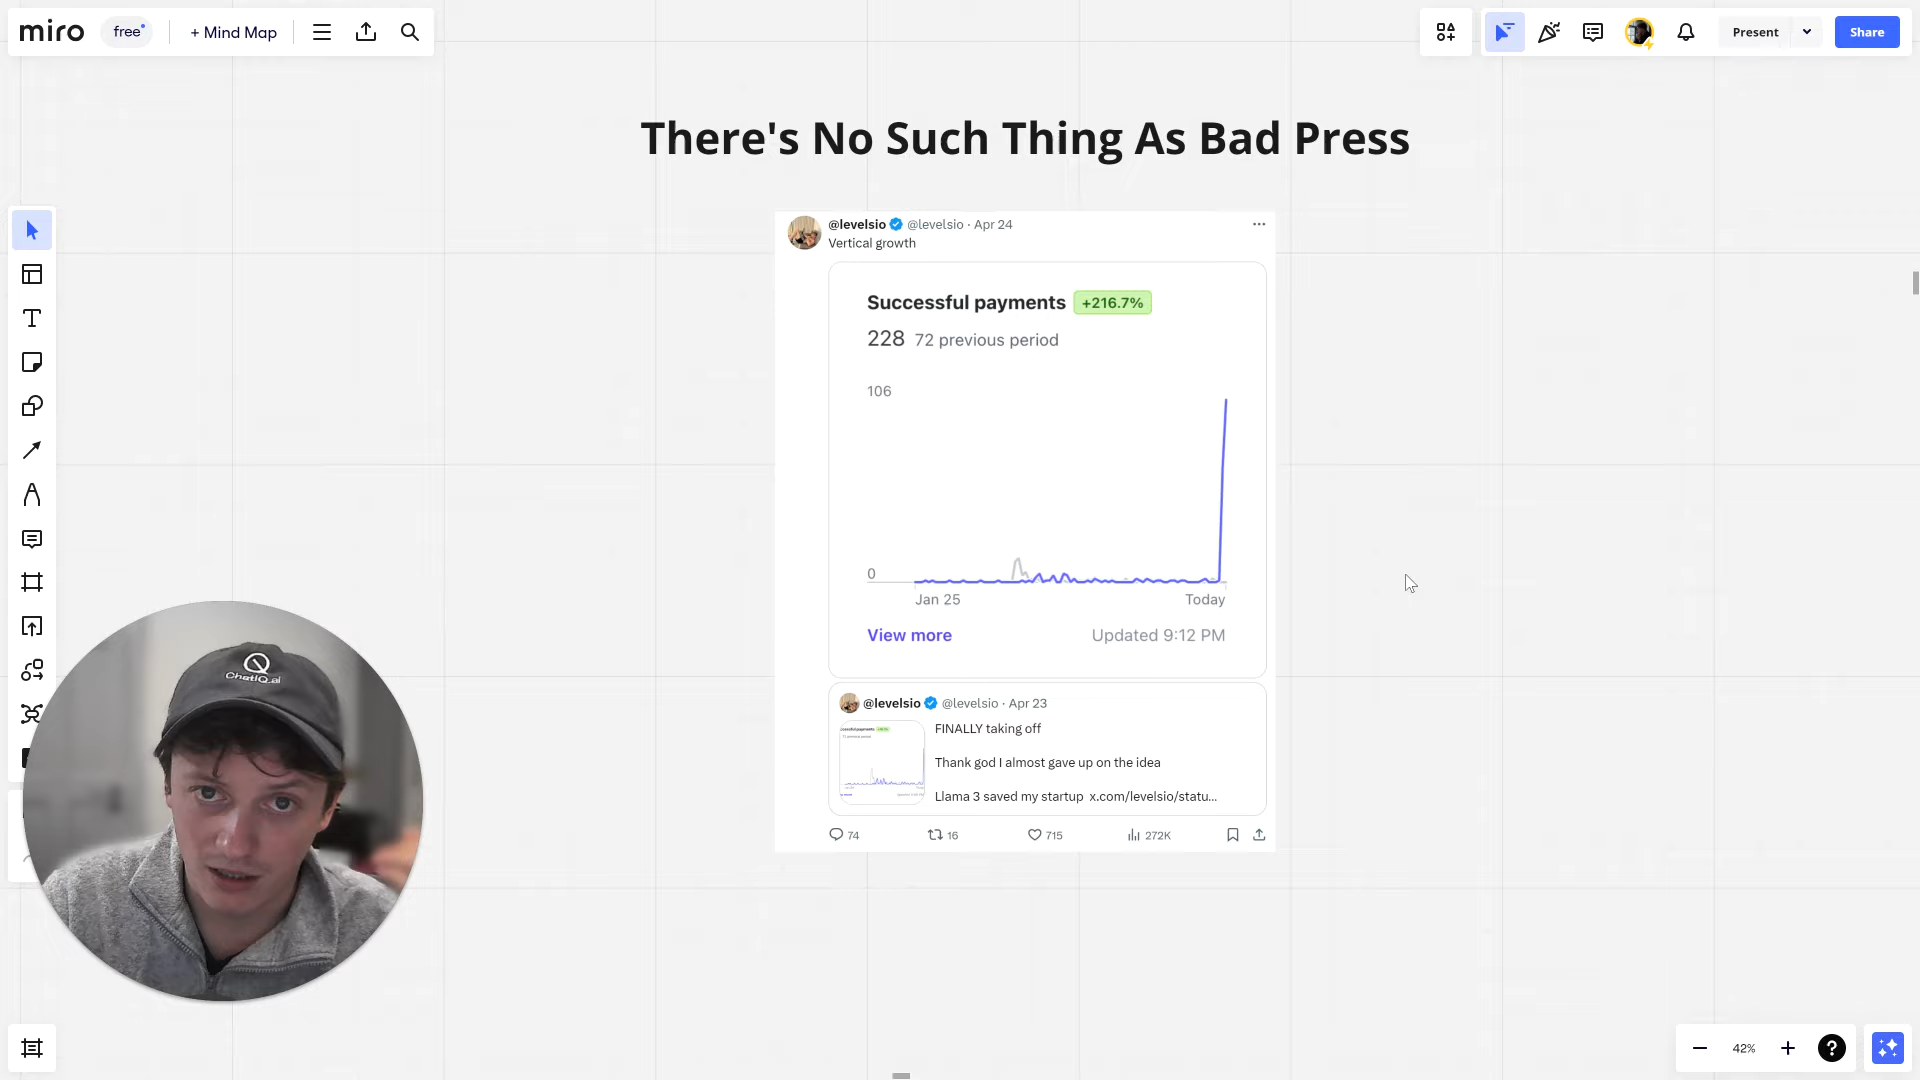 miro
free
+ Mind Map
Present
Share
There's No Such Thing As Bad Press
@levelsio @levelsio · Apr 24
Vertical growth
Successful payments +216.7%
228 72 previous period
106
0
Jan 25 Today
View more Updated 9:12 PM
@levelsio @levelsio · Apr 23
FINALLY taking off
Thank god I almost gave up on the idea
Llama 3 saved my startup x.com/levelsio/statu...
74 16 715 272K
ChatIQ.ai
42%
?